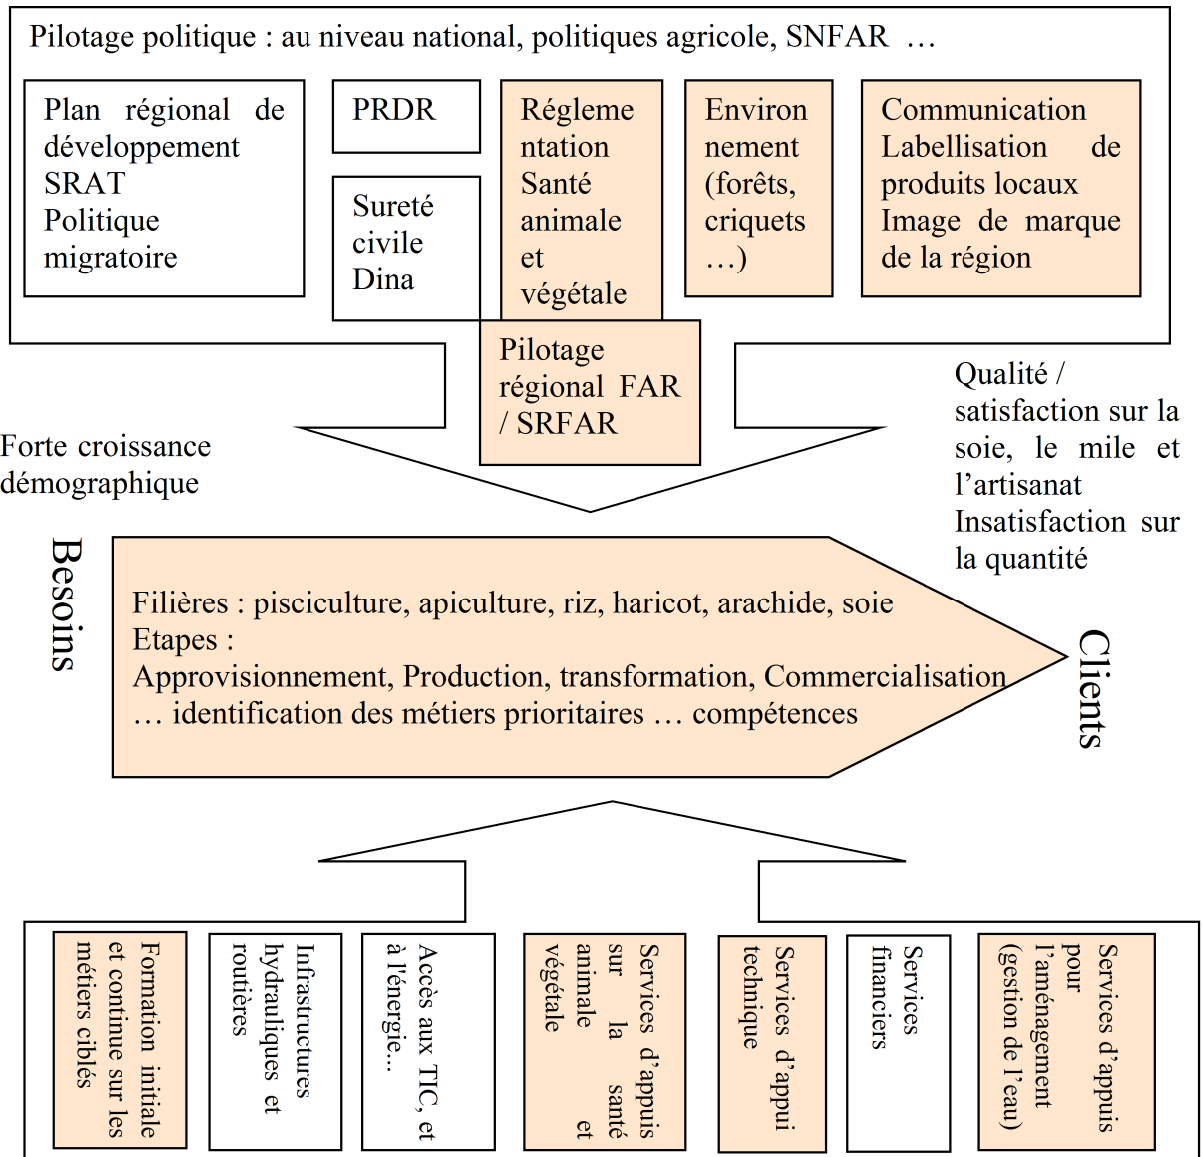 Pilotage politique : au niveau national, politiques agricole, SNFAR …
Plan régional de
développement
SRAT
Politique
migratoire
PRDR
Sureté
civile
Dina
Régleme
ntation
Santé
animale
et
végétale
Environ
nement
(forêts,
criquets
…)
Communication
Labellisation de
produits locaux
Image de marque
de la région
Pilotage
régional FAR
/ SRFAR
Forte croissance
démographique
Qualité /
satisfaction sur la
soie, le mile et
l’artisanat
Insatisfaction sur
la quantité
Besoins
Filières : pisciculture, apiculture, riz, haricot, arachide, soie
Etapes :
Approvisionnement, Production, transformation, Commercialisation
… identification des métiers prioritaires … compétences
Clients
Formation initiale
et continue sur les
métiers ciblés
Infrastructures
hydrauliques et
routières
Accès aux TIC, et
à l'énergie...
Services d’appuis
sur la santé
animale et
végétale
Services d’appui
technique
Services
financiers
Services d’appuis
pour
l’aménagement
(gestion de l’eau)